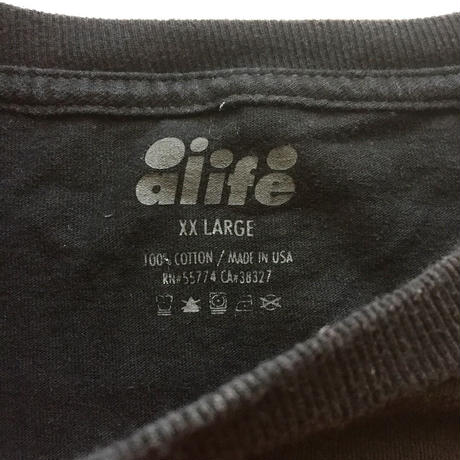 alife
XX LARGE
100% COTTON / MADE IN USA
RN#55774 CA#38327